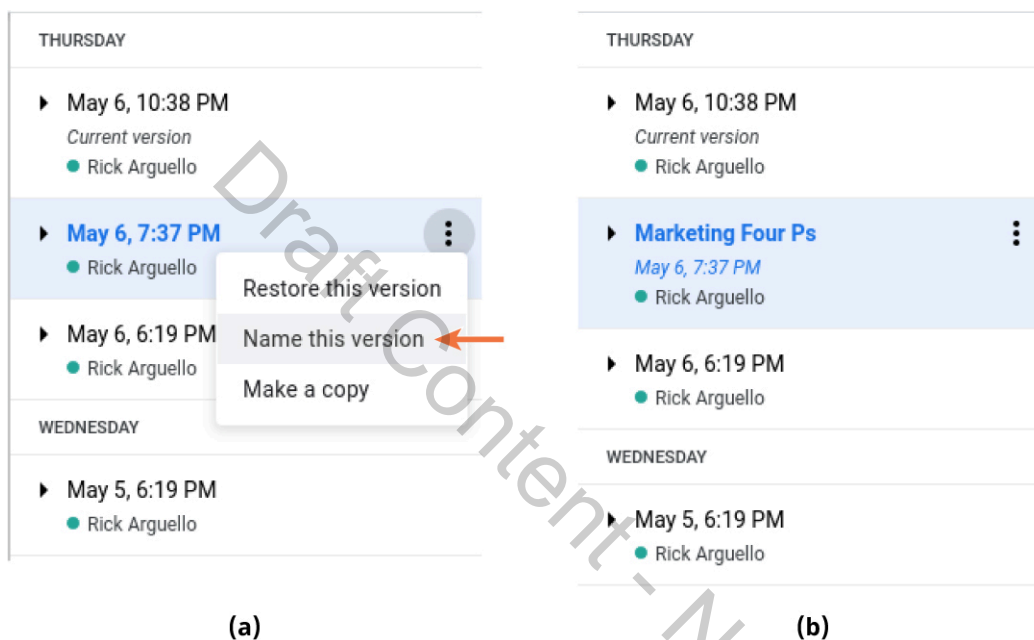 THURSDAY
May 6, 10:38 PM
Current version
Rick Arguello
May 6, 7:37 PM
Rick Arguello
Restore this version
Name this version
Make a copy
May 6, 6:19 PM
Rick Arguello
WEDNESDAY
May 5, 6:19 PM
Rick Arguello
(a)
THURSDAY
May 6, 10:38 PM
Current version
Rick Arguello
Marketing Four Ps
May 6, 7:37 PM
Rick Arguello
May 6, 6:19 PM
Rick Arguello
WEDNESDAY
May 5, 6:19 PM
Rick Arguello
(b)
Draft Content -